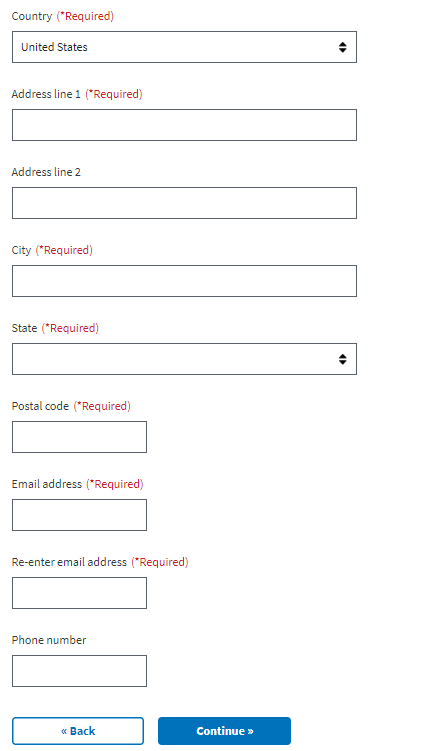 Country (*Required)
United States
Address line 1 (*Required)
Address line 2
City (*Required)
State (*Required)
Postal code (*Required)
Email address (*Required)
Re-enter email address (*Required)
Phone number
« Back
Continue »